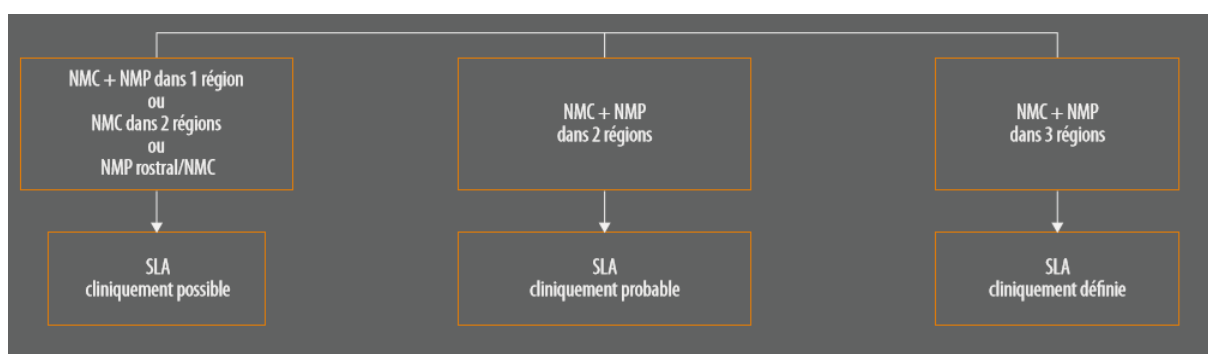 NMC + NMP dans 1 région
ou
NMC dans 2 régions
ou
NMP rostral/NMC
NMC + NMP
dans 2 régions
NMC + NMP
dans 3 régions
SLA
cliniquement possible
SLA
cliniquement probable
SLA
cliniquement définie